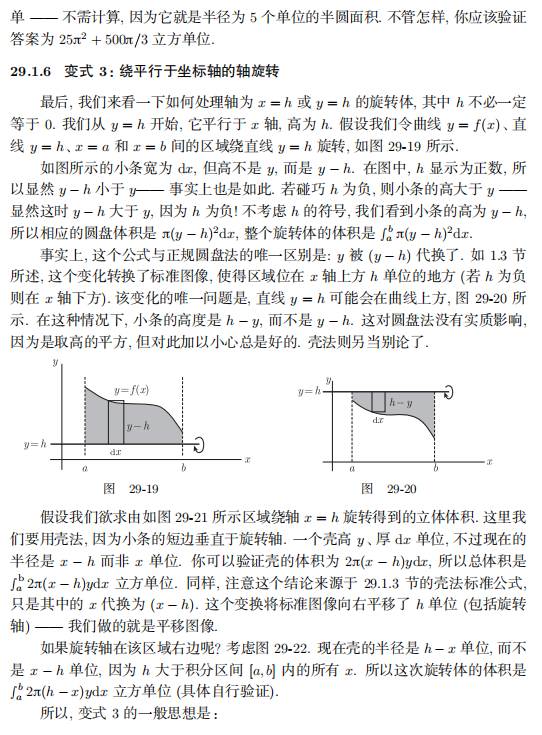 单 —— 不需计算, 因为它就是半径为 5 个单位的半圆面积. 不管怎样, 你应该验证
答案为 25π² + 500π/3 立方单位.
29.1.6 变式 3: 绕平行于坐标轴的轴旋转
最后, 我们来看一下如何处理轴为 x = h 或 y = h 的旋转体, 其中 h 不必一定
等于 0. 我们从 y = h 开始, 它平行于 x 轴, 高为 h. 假设我们令曲线 y = f(x)、直
线 y = h、x = a 和 x = b 间的区域绕直线 y = h 旋转, 如图 29-19 所示.
如图所示的小条宽为 dx, 但高不是 y, 而是 y − h. 在图中, h 显示为正数, 所
以显然 y − h 小于 y—— 事实上也是如此. 若碰巧 h 为负, 则小条的高大于 y ——
显然这时 y − h 大于 y, 因为 h 为负! 不考虑 h 的符号, 我们看到小条的高为 y − h,
所以相应的圆盘体积是 π(y − h)²dx, 整个旋转体的体积是 ∫ₐᵇ π(y − h)²dx.
事实上, 这个公式与正规圆盘法的唯一区别是: y 被 (y − h) 代换了. 如 1.3 节
所述, 这个变化转换了标准图像, 使得区域位在 x 轴上方 h 单位的地方 (若 h 为负
则在 x 轴下方). 该变化的唯一问题是, 直线 y = h 可能会在曲线上方, 图 29-20 所
示. 在这种情况下, 小条的高度是 h − y, 而不是 y − h. 这对圆盘法没有实质影响,
因为是取高的平方, 但对此加以小心总是好的. 壳法则另当别论了.
y
y = f(x)
y − h
y = h
dx
a
b
x
图 29-19
y
y = h
h − y
dx
a
b
x
图 29-20
假设我们欲求由如图 29-21 所示区域绕轴 x = h 旋转得到的立体体积. 这里我
们要用壳法, 因为小条的短边垂直于旋转轴. 一个壳高 y、厚 dx 单位, 不过现在的
半径是 x − h 而非 x 单位. 你可以验证壳的体积为 2π(x − h)ydx, 所以总体积是
∫ₐᵇ 2π(x − h)ydx 立方单位. 同样, 注意这个结论来源于 29.1.3 节的壳法标准公式,
只是其中的 x 代换为 (x − h). 这个变换将标准图像向右平移了 h 单位 (包括旋转
轴) —— 我们做的就是平移图像.
如果旋转轴在该区域右边呢? 考虑图 29-22. 现在壳的半径是 h − x 单位, 而不
是 x − h 单位, 因为 h 大于积分区间 [a, b] 内的所有 x. 所以这次旋转体的体积是
∫ₐᵇ 2π(h − x)ydx 立方单位 (具体自行验证).
所以, 变式 3 的一般思想是: